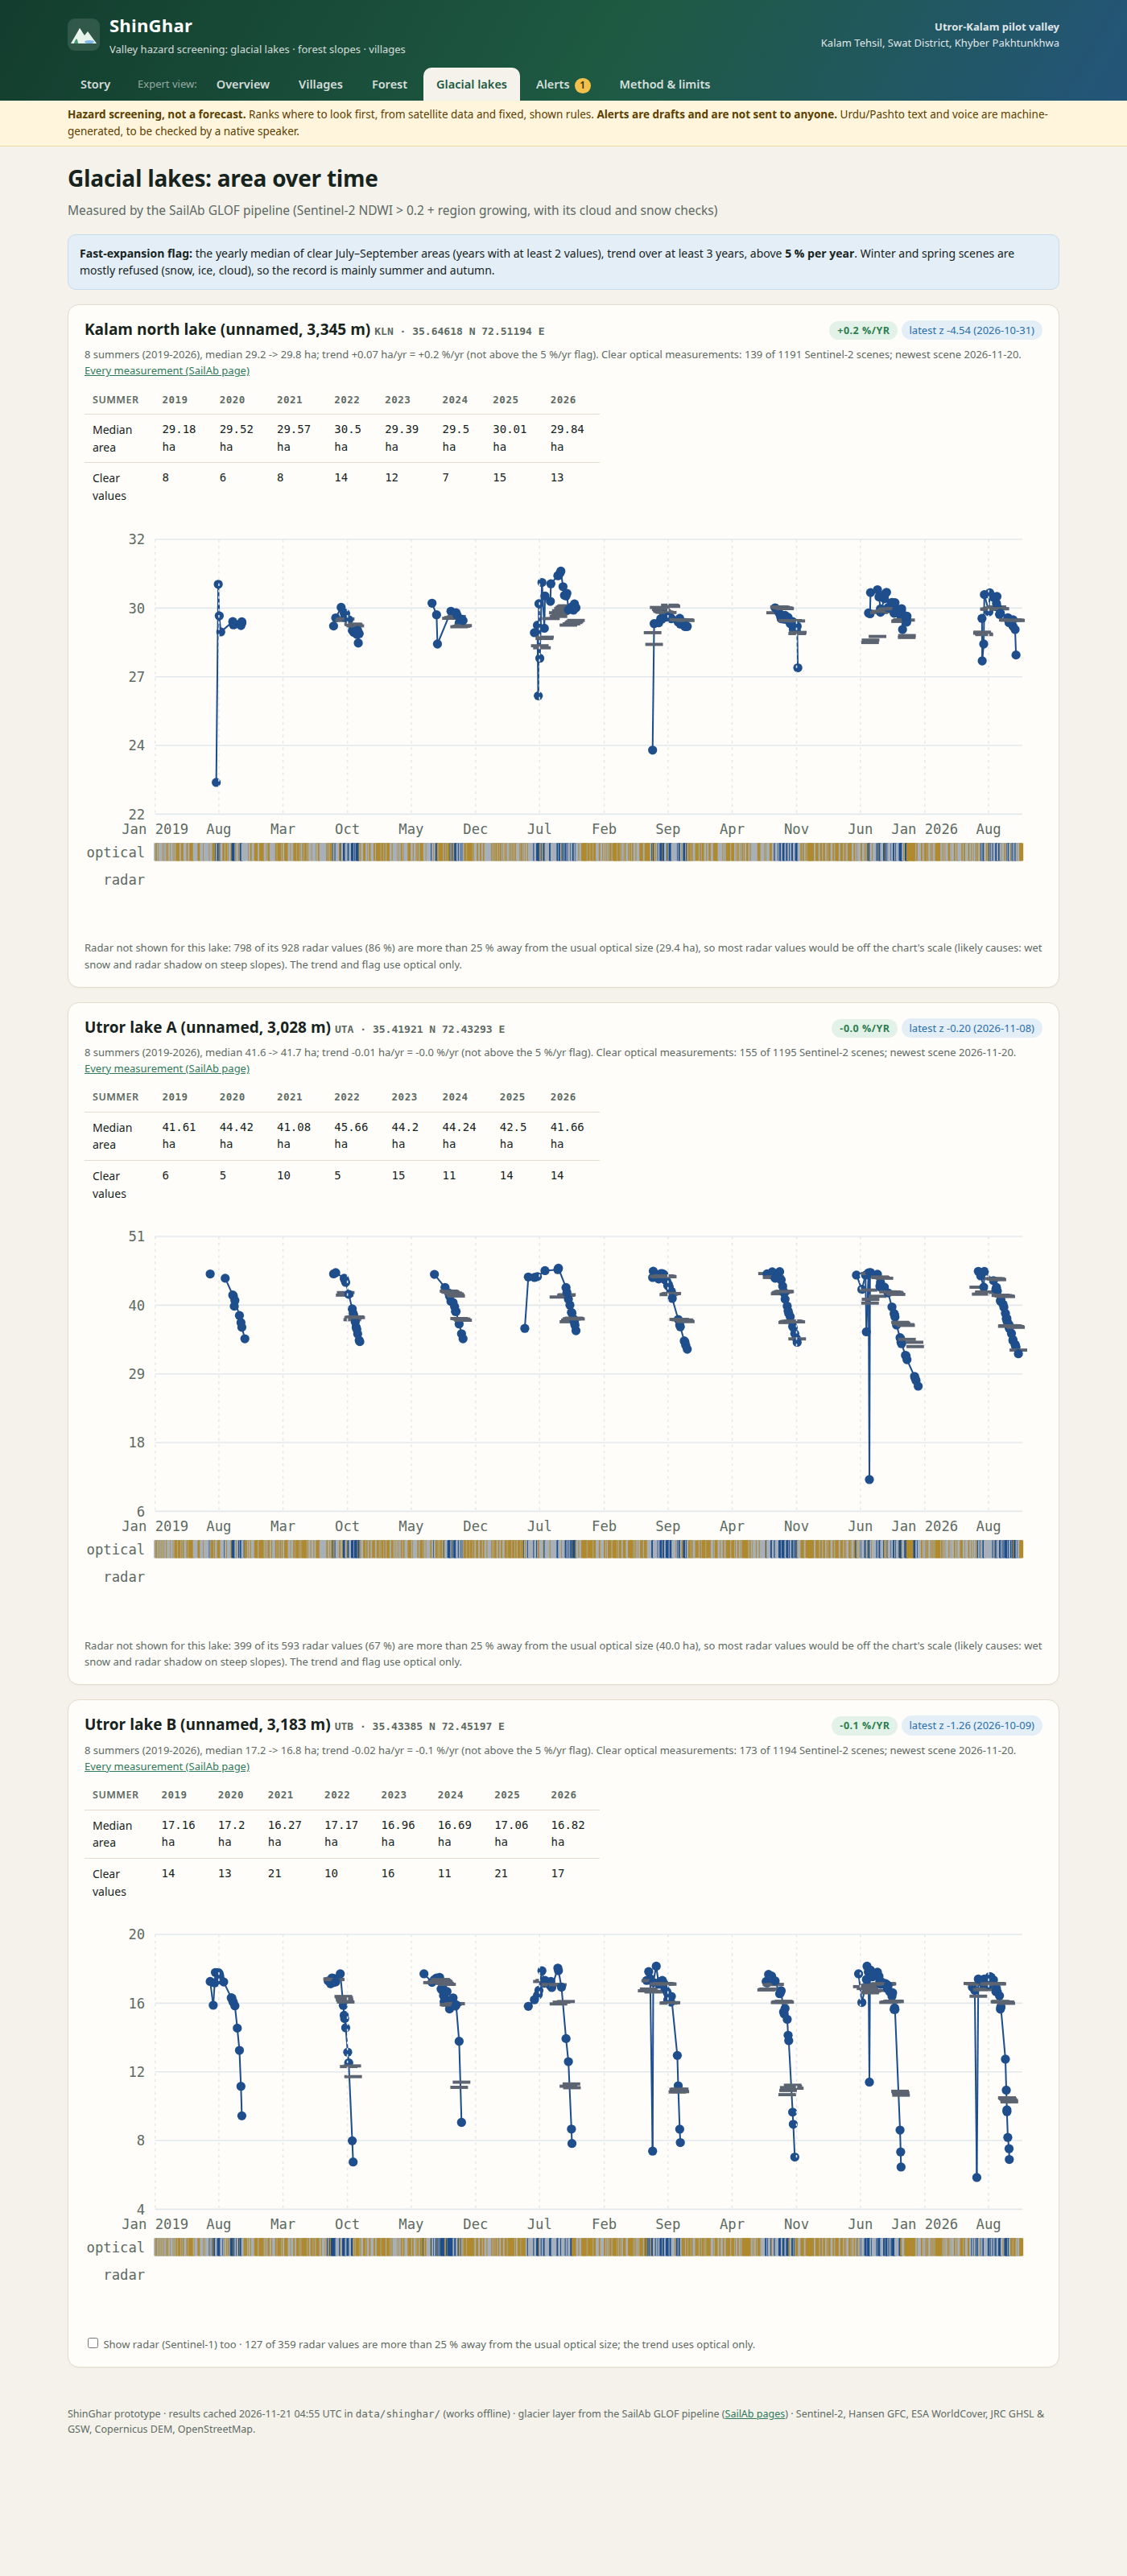 ShinGhar
Valley hazard screening: glacial lakes · forest slopes · villages
Utror-Kalam pilot valley
Kalam Tehsil, Swat District, Khyber Pakhtunkhwa
Story Expert view: Overview Villages Forest Glacial lakes Alerts 1 Method & limits
Hazard screening, not a forecast. Ranks where to look first, from satellite data and fixed, shown rules. Alerts are drafts and are not sent to anyone. Urdu/Pashto text and voice are machine-
generated, to be checked by a native speaker.
Glacial lakes: area over time
Measured by the SailAb GLOF pipeline (Sentinel-2 NDWI > 0.2 + region growing, with its cloud and snow checks)
Fast-expansion flag: the yearly median of clear July–September areas (years with at least 2 values), trend over at least 3 years, above 5 % per year. Winter and spring scenes are
mostly refused (snow, ice, cloud), so the record is mainly summer and autumn.
Kalam north lake (unnamed, 3,345 m) KLN · 35.64618 N 72.51194 E
+0.2 %/YR latest z -4.54 (2026-10-31)
8 summers (2019-2026), median 29.2 -> 29.8 ha; trend +0.07 ha/yr = +0.2 %/yr (not above the 5 %/yr flag). Clear optical measurements: 139 of 1191 Sentinel-2 scenes; newest scene 2026-11-20.
Every measurement (SailAb page)
SUMMER 2019 2020 2021 2022 2023 2024 2025 2026
Median area 29.18 ha 29.52 ha 29.57 ha 30.5 ha 29.39 ha 29.5 ha 30.01 ha 29.84 ha
Clear values 8 6 8 14 12 7 15 13
32
30
27
24
22
Jan 2019 Aug Mar Oct May Dec Jul Feb Sep Apr Nov Jun Jan 2026 Aug
optical
radar
Radar not shown for this lake: 798 of its 928 radar values (86 %) are more than 25 % away from the usual optical size (29.4 ha), so most radar values would be off the chart's scale (likely causes: wet
snow and radar shadow on steep slopes). The trend and flag use optical only.
Utror lake A (unnamed, 3,028 m) UTA · 35.41921 N 72.43293 E
-0.0 %/YR latest z -0.20 (2026-11-08)
8 summers (2019-2026), median 41.6 -> 41.7 ha; trend -0.01 ha/yr = -0.0 %/yr (not above the 5 %/yr flag). Clear optical measurements: 155 of 1195 Sentinel-2 scenes; newest scene 2026-11-20.
Every measurement (SailAb page)
SUMMER 2019 2020 2021 2022 2023 2024 2025 2026
Median area 41.61 ha 44.42 ha 41.08 ha 45.66 ha 44.2 ha 44.24 ha 42.5 ha 41.66 ha
Clear values 6 5 10 5 15 11 14 14
51
40
29
18
6
Jan 2019 Aug Mar Oct May Dec Jul Feb Sep Apr Nov Jun Jan 2026 Aug
optical
radar
Radar not shown for this lake: 399 of its 593 radar values (67 %) are more than 25 % away from the usual optical size (40.0 ha), so most radar values would be off the chart's scale (likely causes: wet
snow and radar shadow on steep slopes). The trend and flag use optical only.
Utror lake B (unnamed, 3,183 m) UTB · 35.43385 N 72.45197 E
-0.1 %/YR latest z -1.26 (2026-10-09)
8 summers (2019-2026), median 17.2 -> 16.8 ha; trend -0.02 ha/yr = -0.1 %/yr (not above the 5 %/yr flag). Clear optical measurements: 173 of 1194 Sentinel-2 scenes; newest scene 2026-11-20.
Every measurement (SailAb page)
SUMMER 2019 2020 2021 2022 2023 2024 2025 2026
Median area 17.16 ha 17.2 ha 16.27 ha 17.17 ha 16.96 ha 16.69 ha 17.06 ha 16.82 ha
Clear values 14 13 21 10 16 11 21 17
20
16
12
8
4
Jan 2019 Aug Mar Oct May Dec Jul Feb Sep Apr Nov Jun Jan 2026 Aug
optical
radar
Show radar (Sentinel-1) too · 127 of 359 radar values are more than 25 % away from the usual optical size; the trend uses optical only.
ShinGhar prototype · results cached 2026-11-21 04:55 UTC in data/shinghar/ (works offline) · glacier layer from the SailAb GLOF pipeline (SailAb pages) · Sentinel-2, Hansen GFC, ESA WorldCover, JRC GHSL &
GSW, Copernicus DEM, OpenStreetMap.